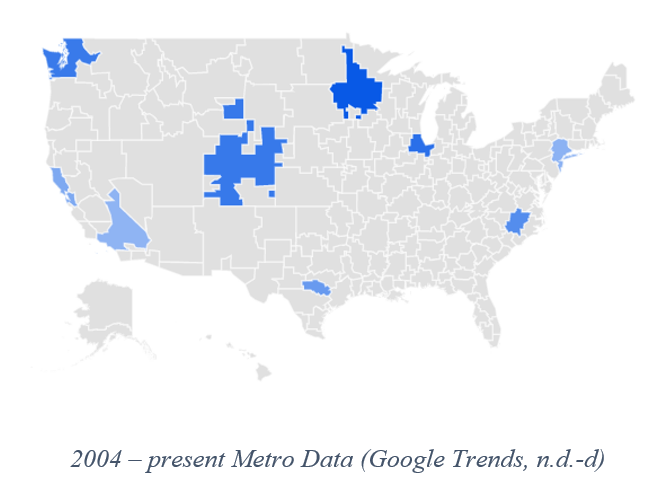 2004 – present Metro Data (Google Trends, n.d.-d)